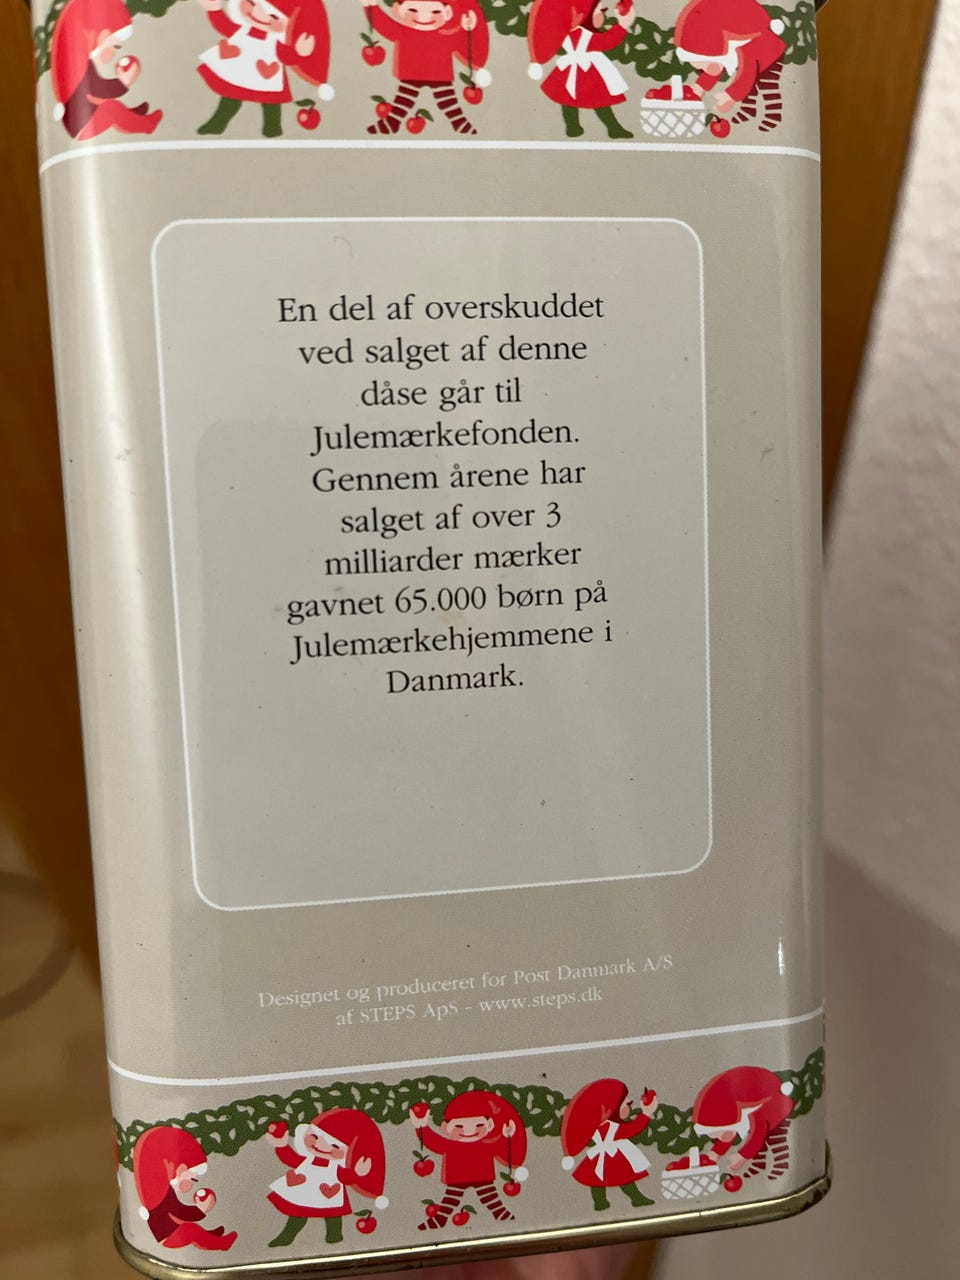 En del af overskuddet
ved salget af denne
dåse går til
Julemærkefonden.
Gennem årene har
salget af over 3
milliarder mærker
gavnet 65.000 børn på
Julemærkehjemmene i
Danmark.
Designet og produceret for Post Danmark A/S
af STEPS ApS - www.steps.dk